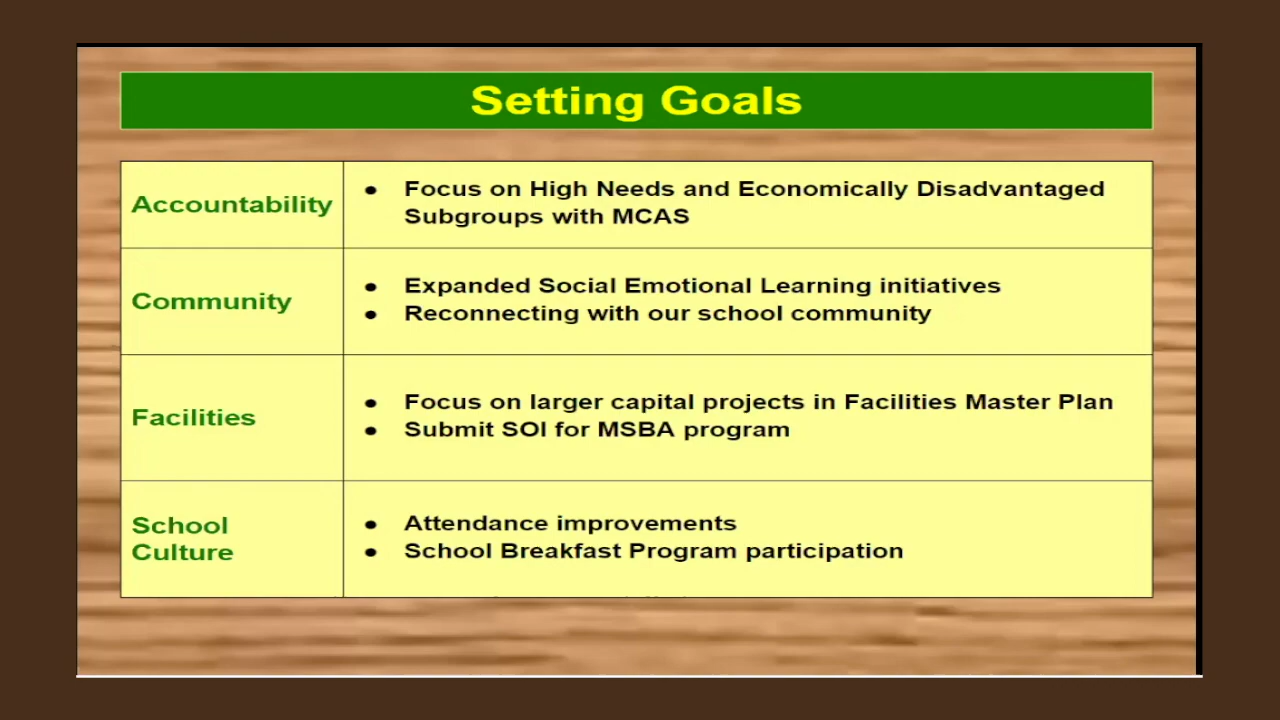 Setting Goals
Accountability
● Focus on High Needs and Economically Disadvantaged
Subgroups with MCAS
Community
● Expanded Social Emotional Learning initiatives
● Reconnecting with our school community
Facilities
● Focus on larger capital projects in Facilities Master Plan
● Submit SOI for MSBA program
School
Culture
● Attendance improvements
● School Breakfast Program participation